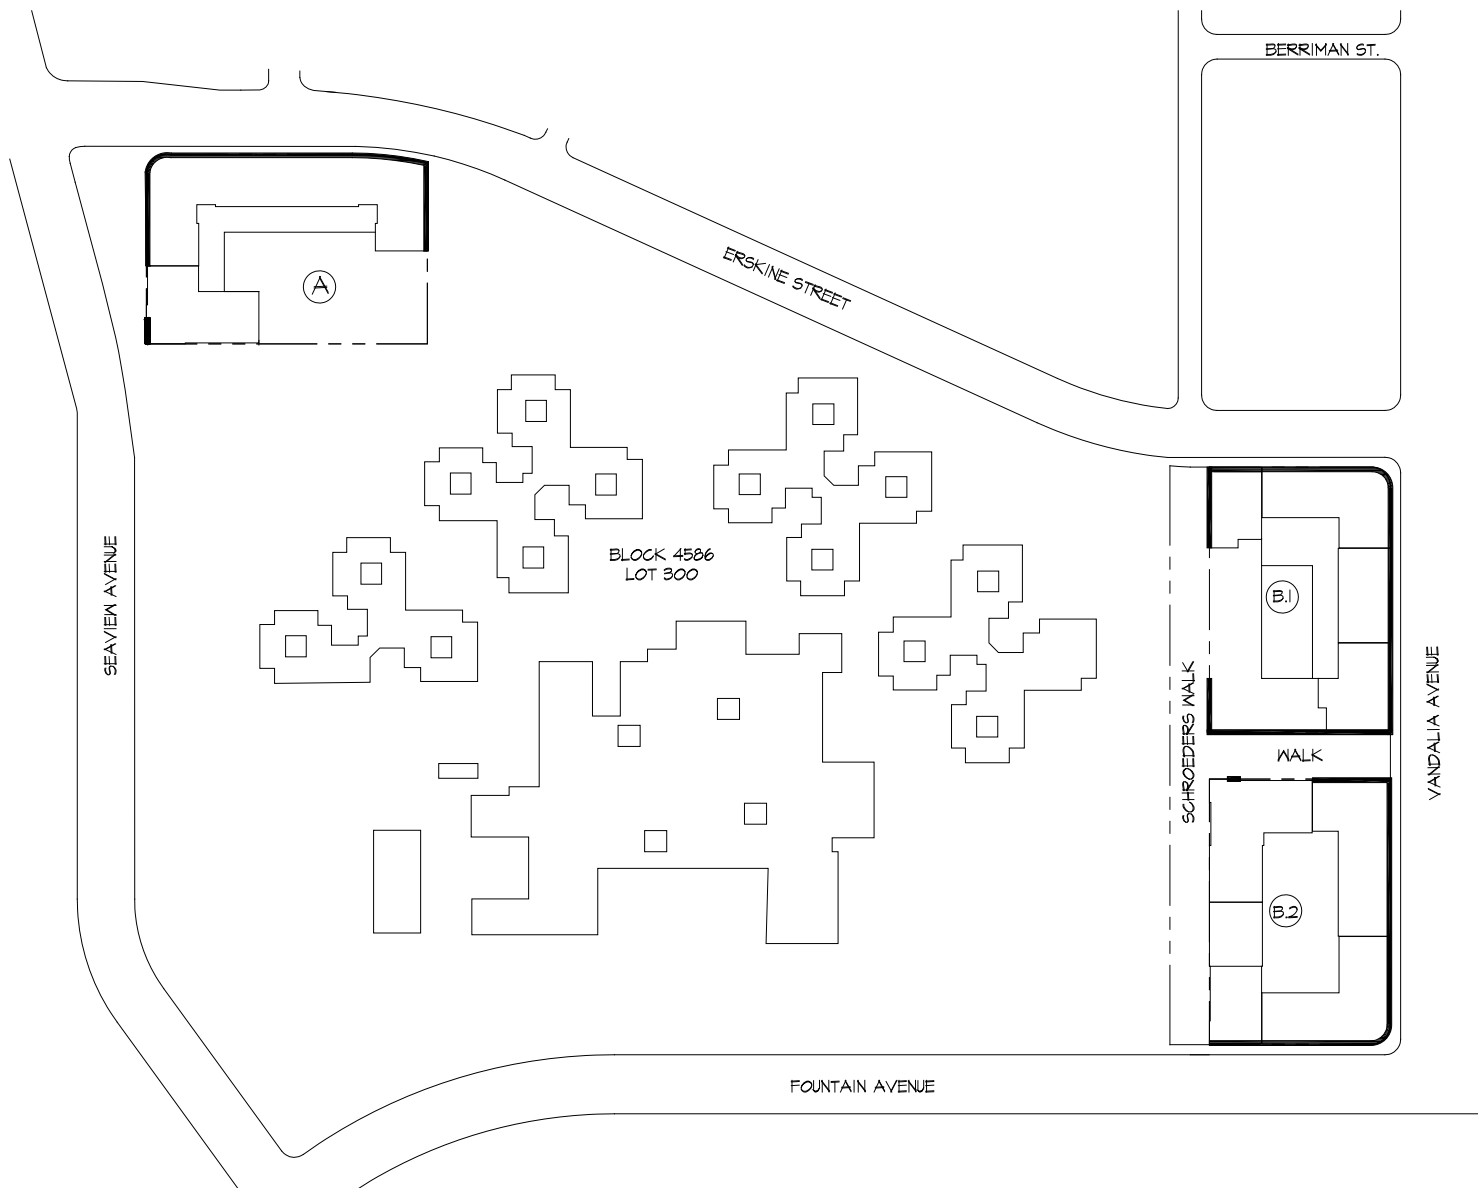 BERRIMAN ST.
ERSKINE STREET
A
BLOCK 4586
LOT 300
SEAVIEW AVENUE
B.1
SCHROEDERS WALK
VANDALIA AVENUE
WALK
B.2
FOUNTAIN AVENUE